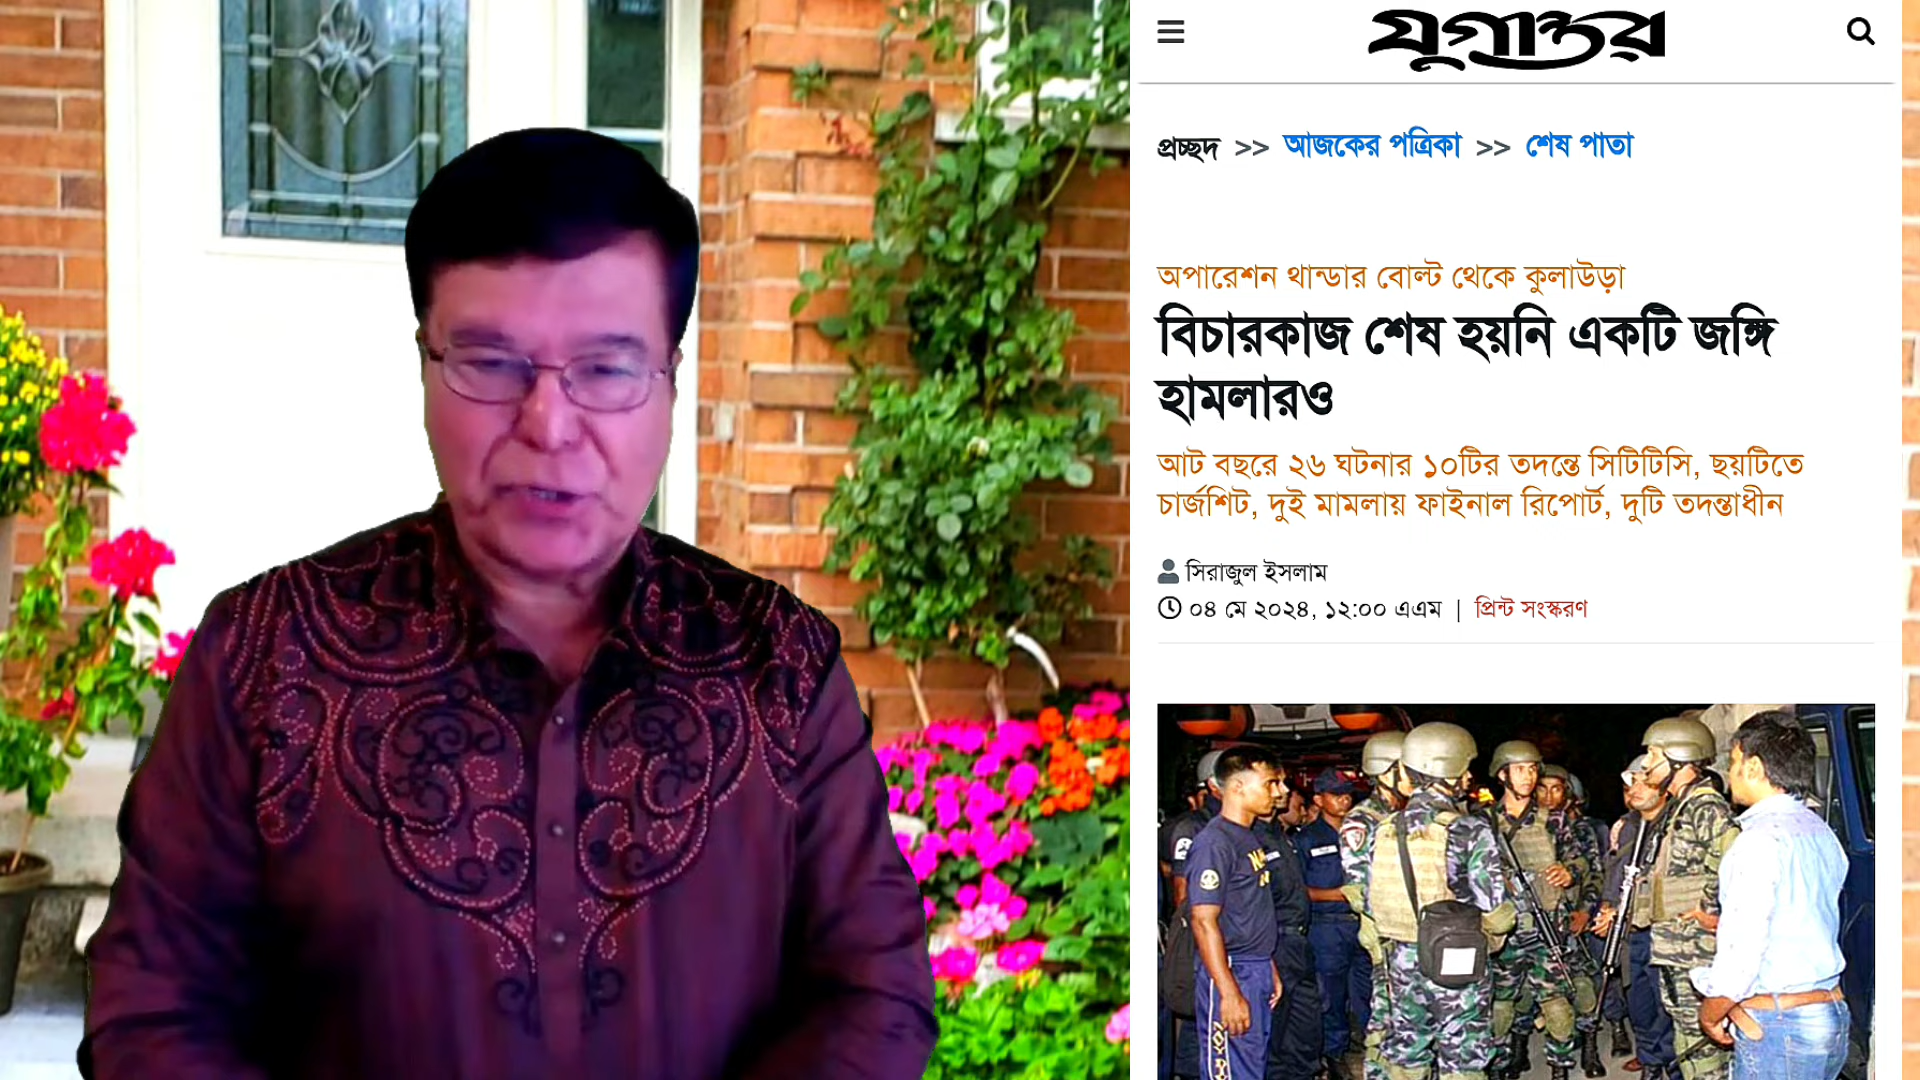 যুগান্তর
প্রচ্ছদ >> আজকের পত্রিকা >> শেষ পাতা
অপারেশন থান্ডার বোল্ট থেকে কুলাউড়া
বিচারকাজ শেষ হয়নি একটি জঙ্গি
হামলারও
আট বছরে ২৬ ঘটনার ১০টির তদন্তে সিটিটিসি, ছয়টিতে
চার্জশিট, দুই মামলায় ফাইনাল রিপোর্ট, দুটি তদন্তাধীন
সিরাজুল ইসলাম
০৪ মে ২০২৪, ১২:০০ এএম | প্রিন্ট সংস্করণ